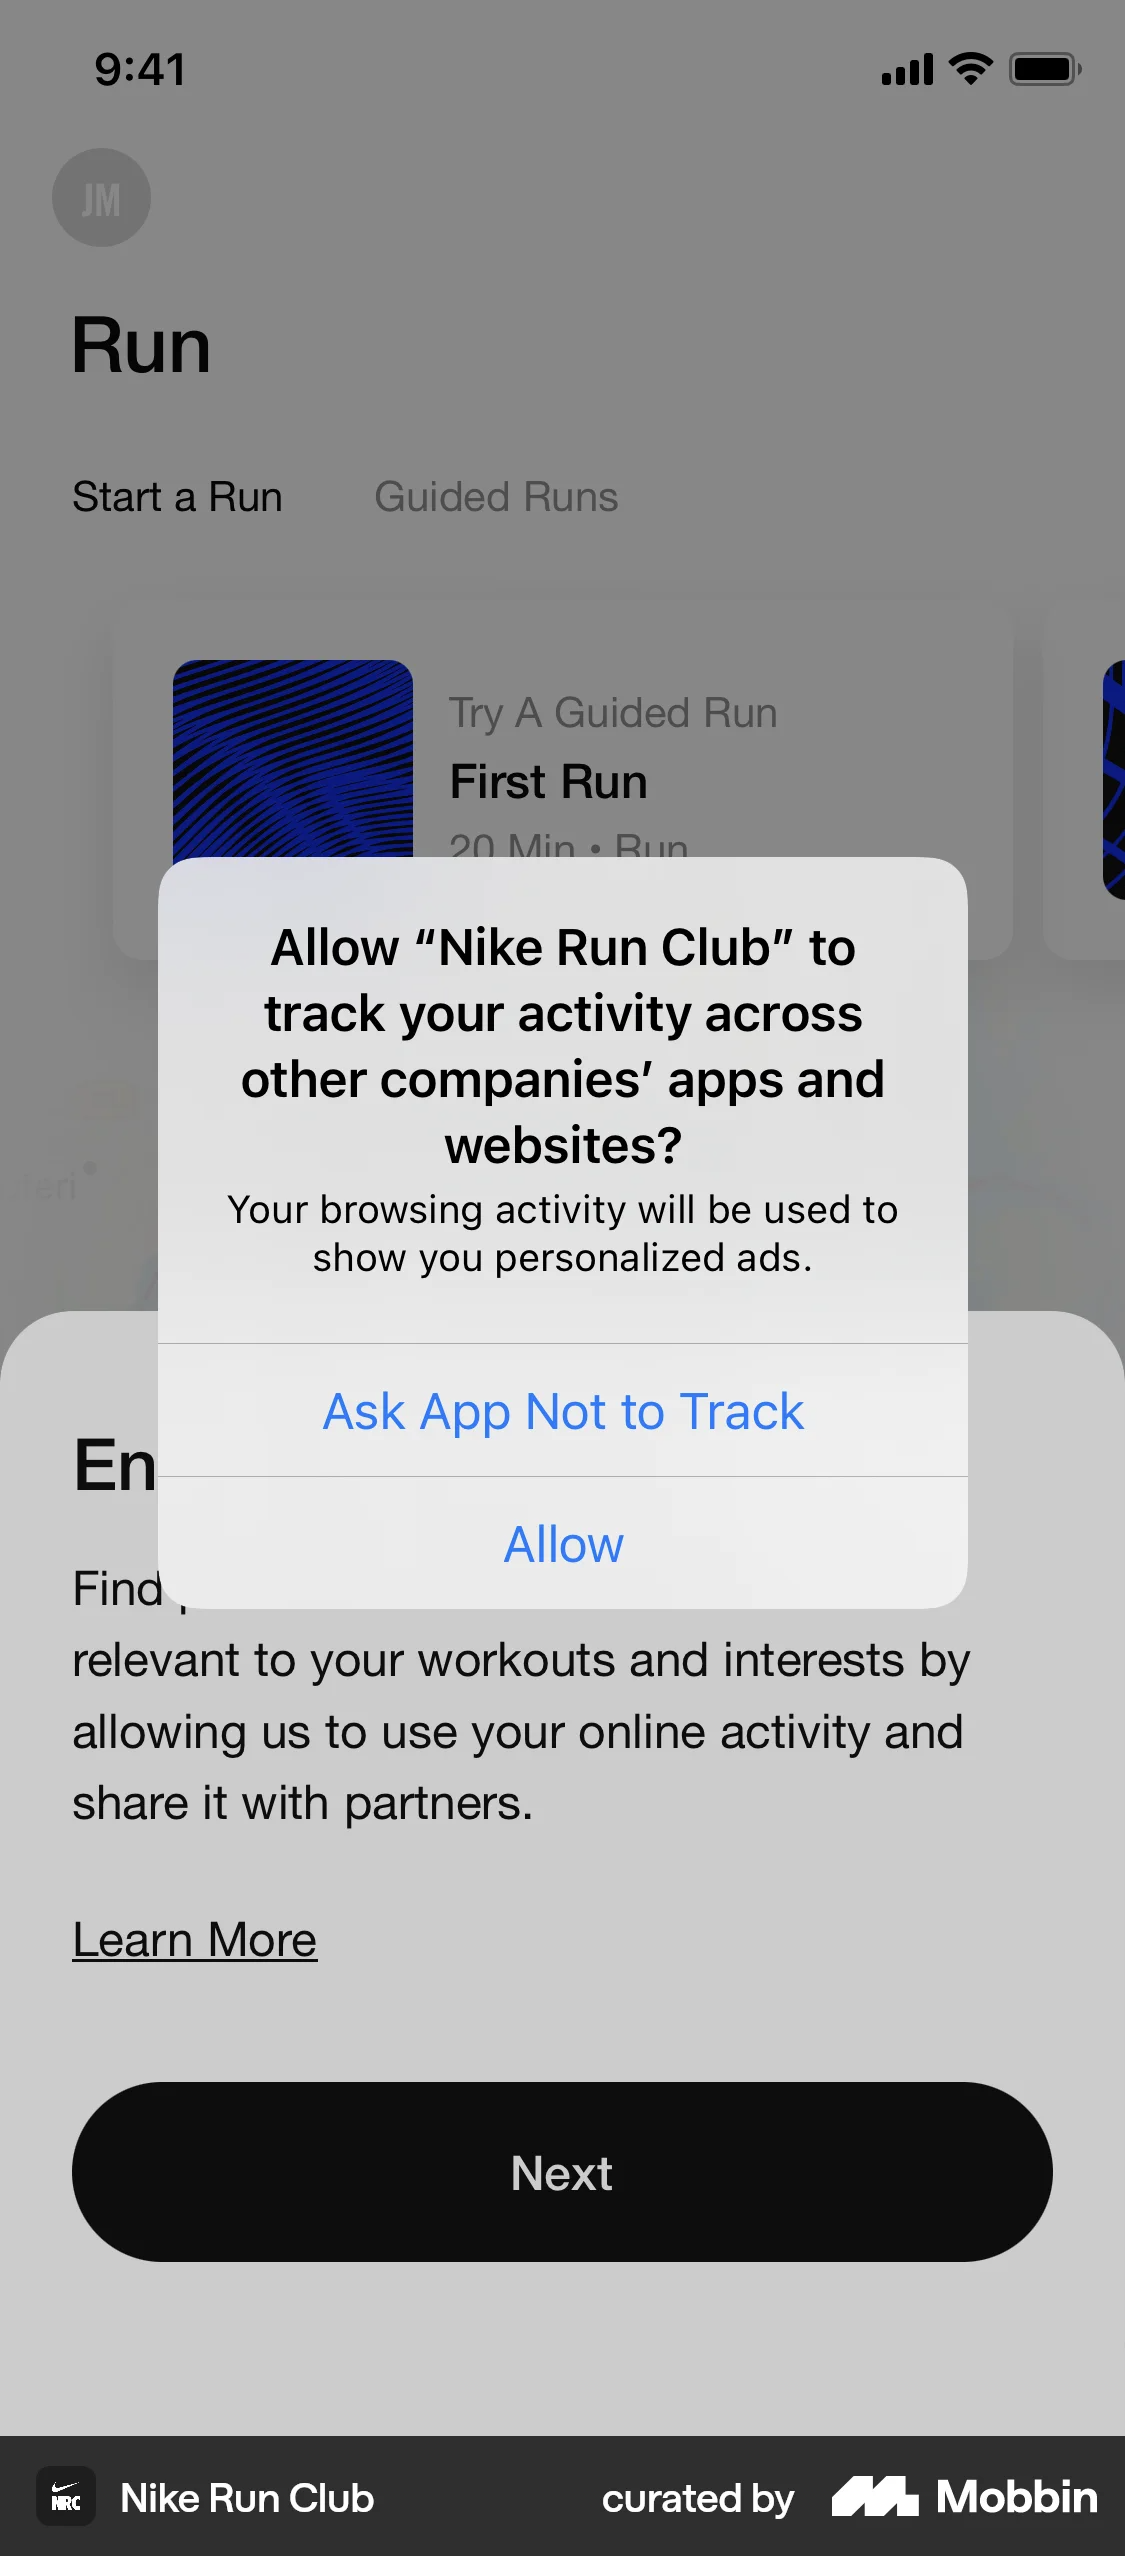 9:41
JM
Run
Start a Run
Guided Runs
Try A Guided Run
First Run
20 Min • Run
Allow “Nike Run Club” to
track your activity across
other companies’ apps and
websites?
Your browsing activity will be used to
show you personalized ads.
Ask App Not to Track
Allow
Find
relevant to your workouts and interests by
allowing us to use your online activity and
share it with partners.
Learn More
Next
NRC
Nike Run Club
curated by
Mobbin